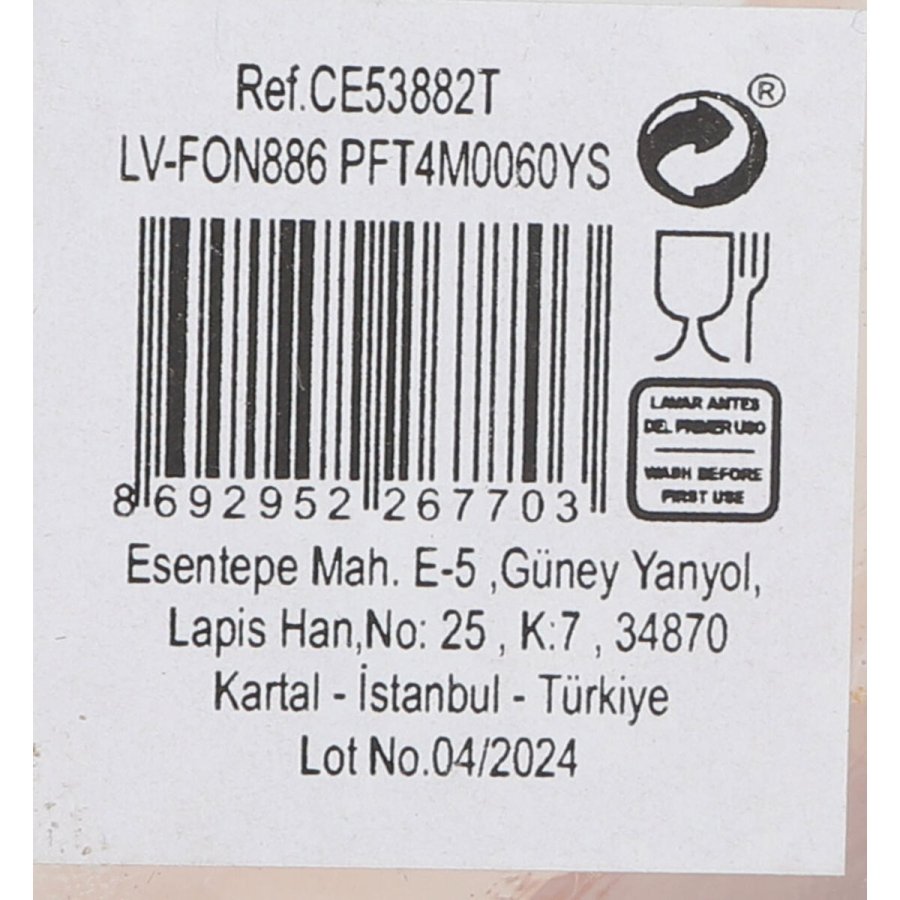 Ref.CE53882T
®
LV-FON886 PFT4M0060YS
8 692952 267703
LAVAR ANTES
DEL PRIMER USO
WASH BEFORE
FIRST USE
Esentepe Mah. E-5 ,Güney Yanyol,
Lapis Han,No: 25 , K:7 , 34870
Kartal - İstanbul - Türkiye
Lot No.04/2024